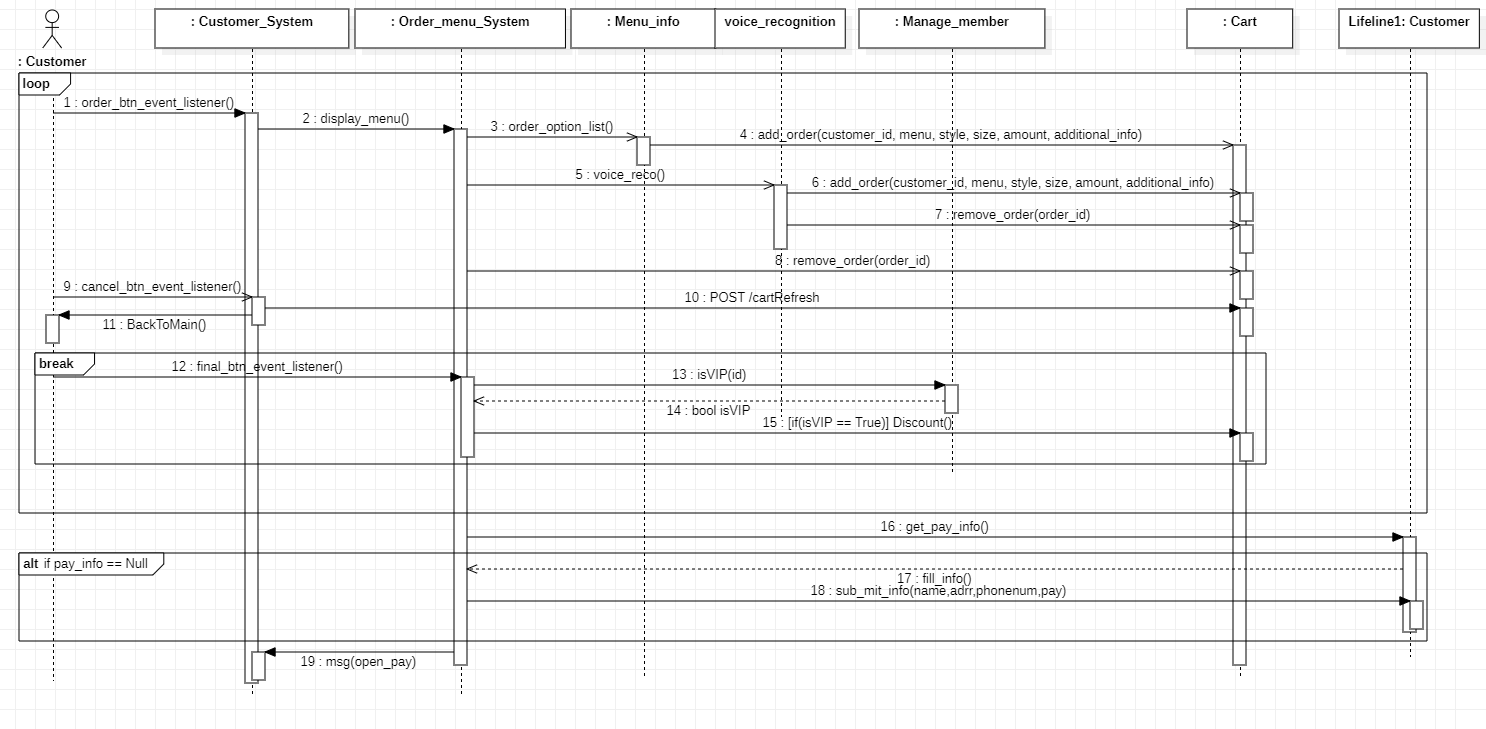 : Customer_System
: Order_menu_System
: Menu_info
voice_recognition
: Manage_member
: Cart
Lifeline1: Customer
: Customer
loop
1 : order_btn_event_listener()
2 : display_menu()
3 : order_option_list()
4 : add_order(customer_id, menu, style, size, amount, additional_info)
5 : voice_reco()
6 : add_order(customer_id, menu, style, size, amount, additional_info)
7 : remove_order(order_id)
8 : remove_order(order_id)
9 : cancel_btn_event_listener()
10 : POST /cartRefresh
11 : BackToMain()
break
12 : final_btn_event_listener()
13 : isVIP(id)
14 : bool isVIP
15 : [if(isVIP == True)] Discount()
16 : get_pay_info()
alt if pay_info == Null
17 : fill_info()
18 : sub_mit_info(name,adrr,phonenum,pay)
19 : msg(open_pay)